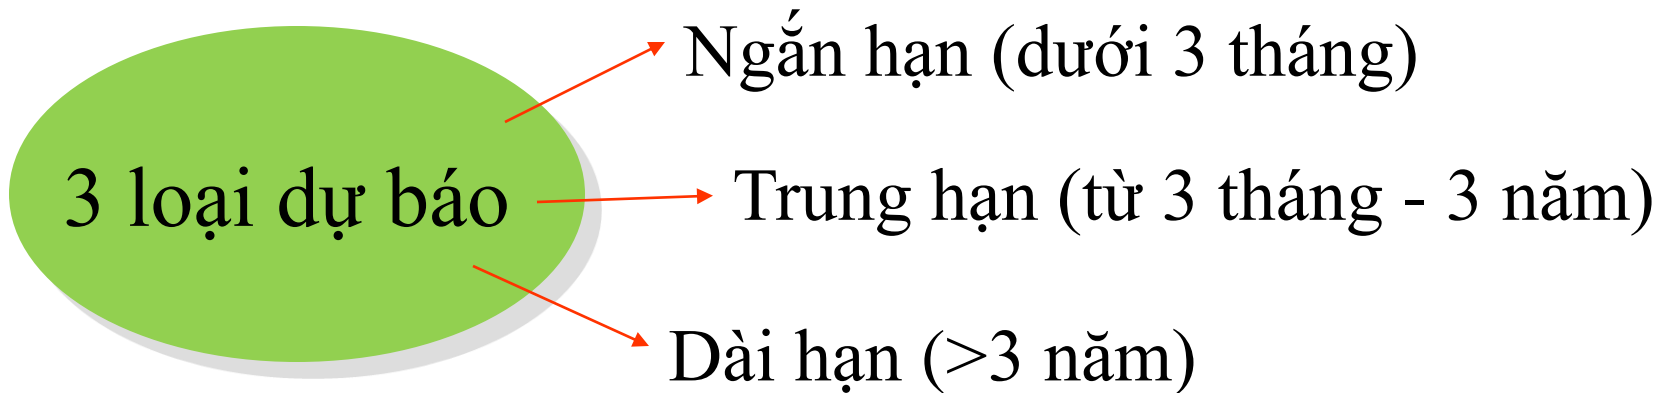 Ngắn hạn (dưới 3 tháng)
3 loại dự báo
Trung hạn (từ 3 tháng - 3 năm)
Dài hạn (>3 năm)